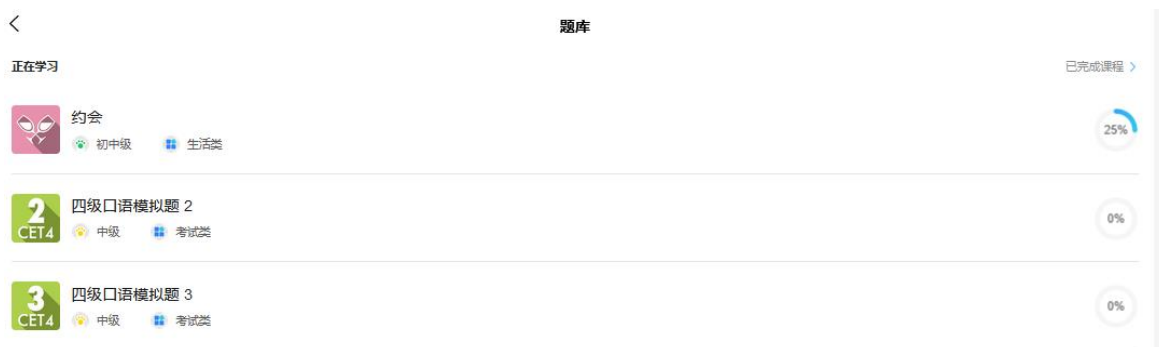 题库
正在学习
已完成课程
约会
初中级 生活类
25%
2
CET4
四级口语模拟题 2
中级 考试类
0%
3
CET4
四级口语模拟题 3
中级 考试类
0%